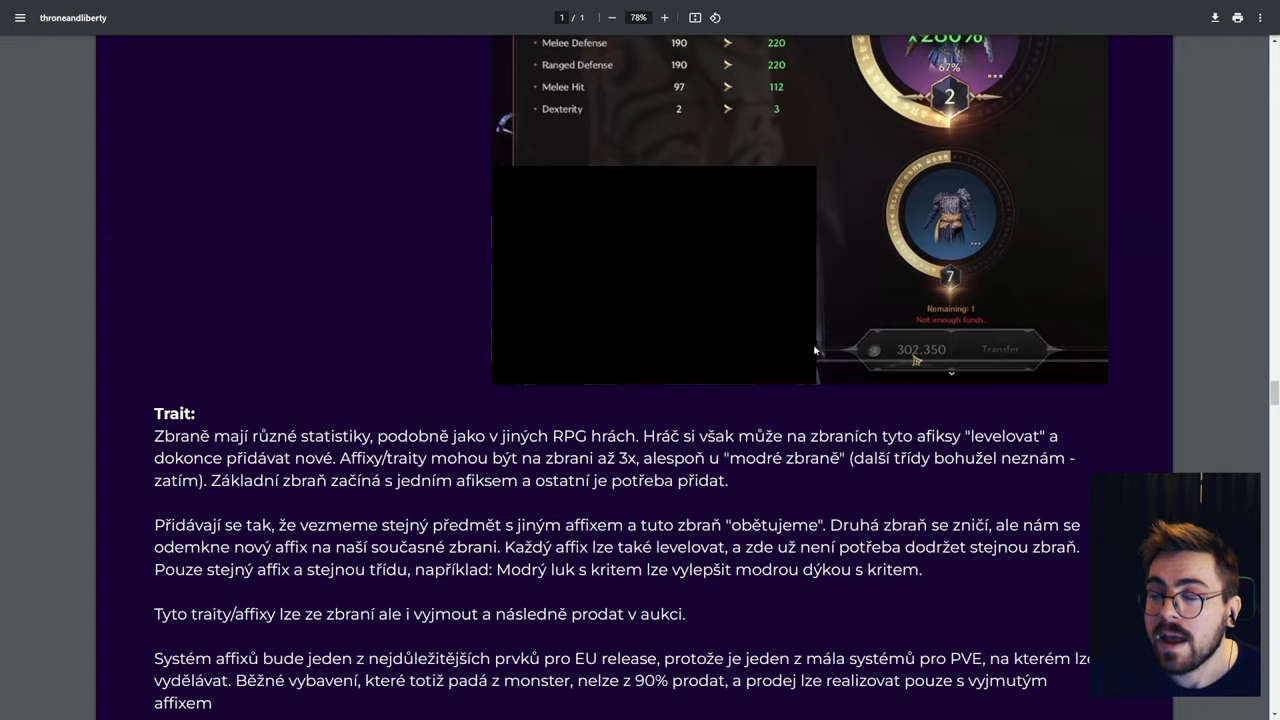 throneandliberty
1 / 1
78%
+280%
Melee Defense 190 220
67%
Ranged Defense 190 220
Melee Hit 97 112
2
Dexterity 2 3
7
Remaining: 1
Not enough funds.
302,350 Transfer
Trait:
Zbraně mají různé statistiky, podobně jako v jiných RPG hrách. Hráč si však může na zbraních tyto afiksy "levelovat" a
dokonce přidávat nové. Affixy/traity mohou být na zbrani až 3x, alespoň u "modré zbraně" (další třídy bohužel neznám -
zatím). Základní zbraň začíná s jedním afiksem a ostatní je potřeba přidat.
Přidávají se tak, že vezmeme stejný předmět s jiným affixem a tuto zbraň "obětujeme". Druhá zbraň se zničí, ale nám se
odemkne nový affix na naší současné zbrani. Každý affix lze také levelovat, a zde už není potřeba dodržet stejnou zbraň.
Pouze stejný affix a stejnou třídu, například: Modrý luk s kritem lze vylepšit modrou dýkou s kritem.
Tyto traity/affixy lze ze zbraní ale i vyjmout a následně prodat v aukci.
Systém affixů bude jeden z nejdůležitějších prvků pro EU release, protože je jeden z mála systémů pro PVE, na kterém lze
vydělávat. Běžné vybavení, které totiž padá z monster, nelze z 90% prodat, a prodej lze realizovat pouze s vyjmutým
affixem